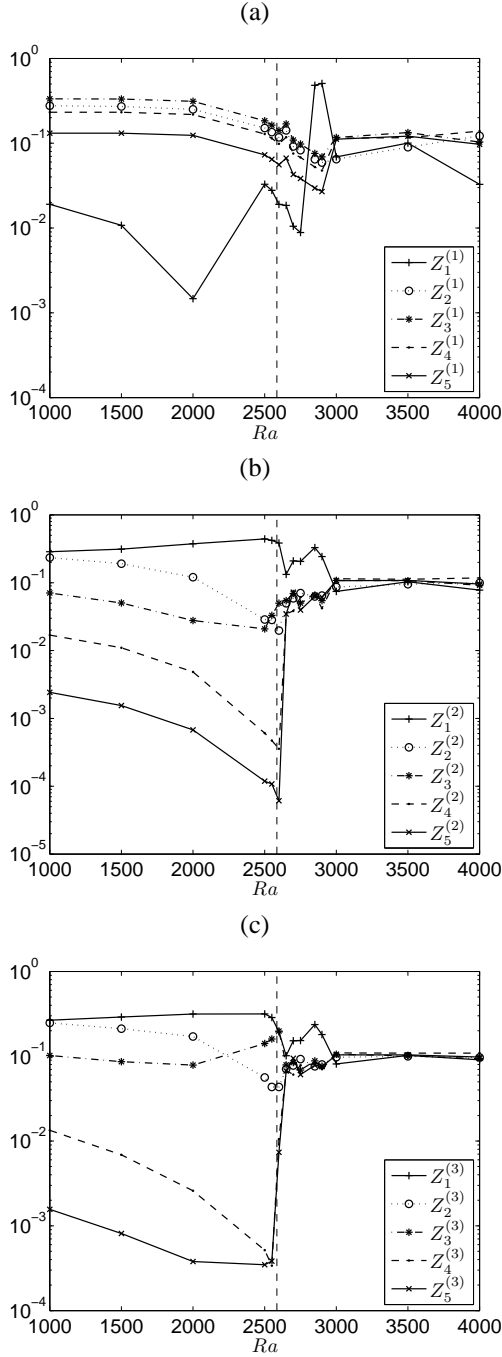 (a)
10^0
10^{-1}
10^{-2}
10^{-3}
10^{-4}
Z_1^{(1)}
Z_2^{(1)}
Z_3^{(1)}
Z_4^{(1)}
Z_5^{(1)}
1000 1500 2000 2500 3000 3500 4000
Ra
(b)
10^0
10^{-1}
10^{-2}
10^{-3}
10^{-4}
10^{-5}
Z_1^{(2)}
Z_2^{(2)}
Z_3^{(2)}
Z_4^{(2)}
Z_5^{(2)}
1000 1500 2000 2500 3000 3500 4000
Ra
(c)
10^0
10^{-1}
10^{-2}
10^{-3}
10^{-4}
Z_1^{(3)}
Z_2^{(3)}
Z_3^{(3)}
Z_4^{(3)}
Z_5^{(3)}
1000 1500 2000 2500 3000 3500 4000
Ra